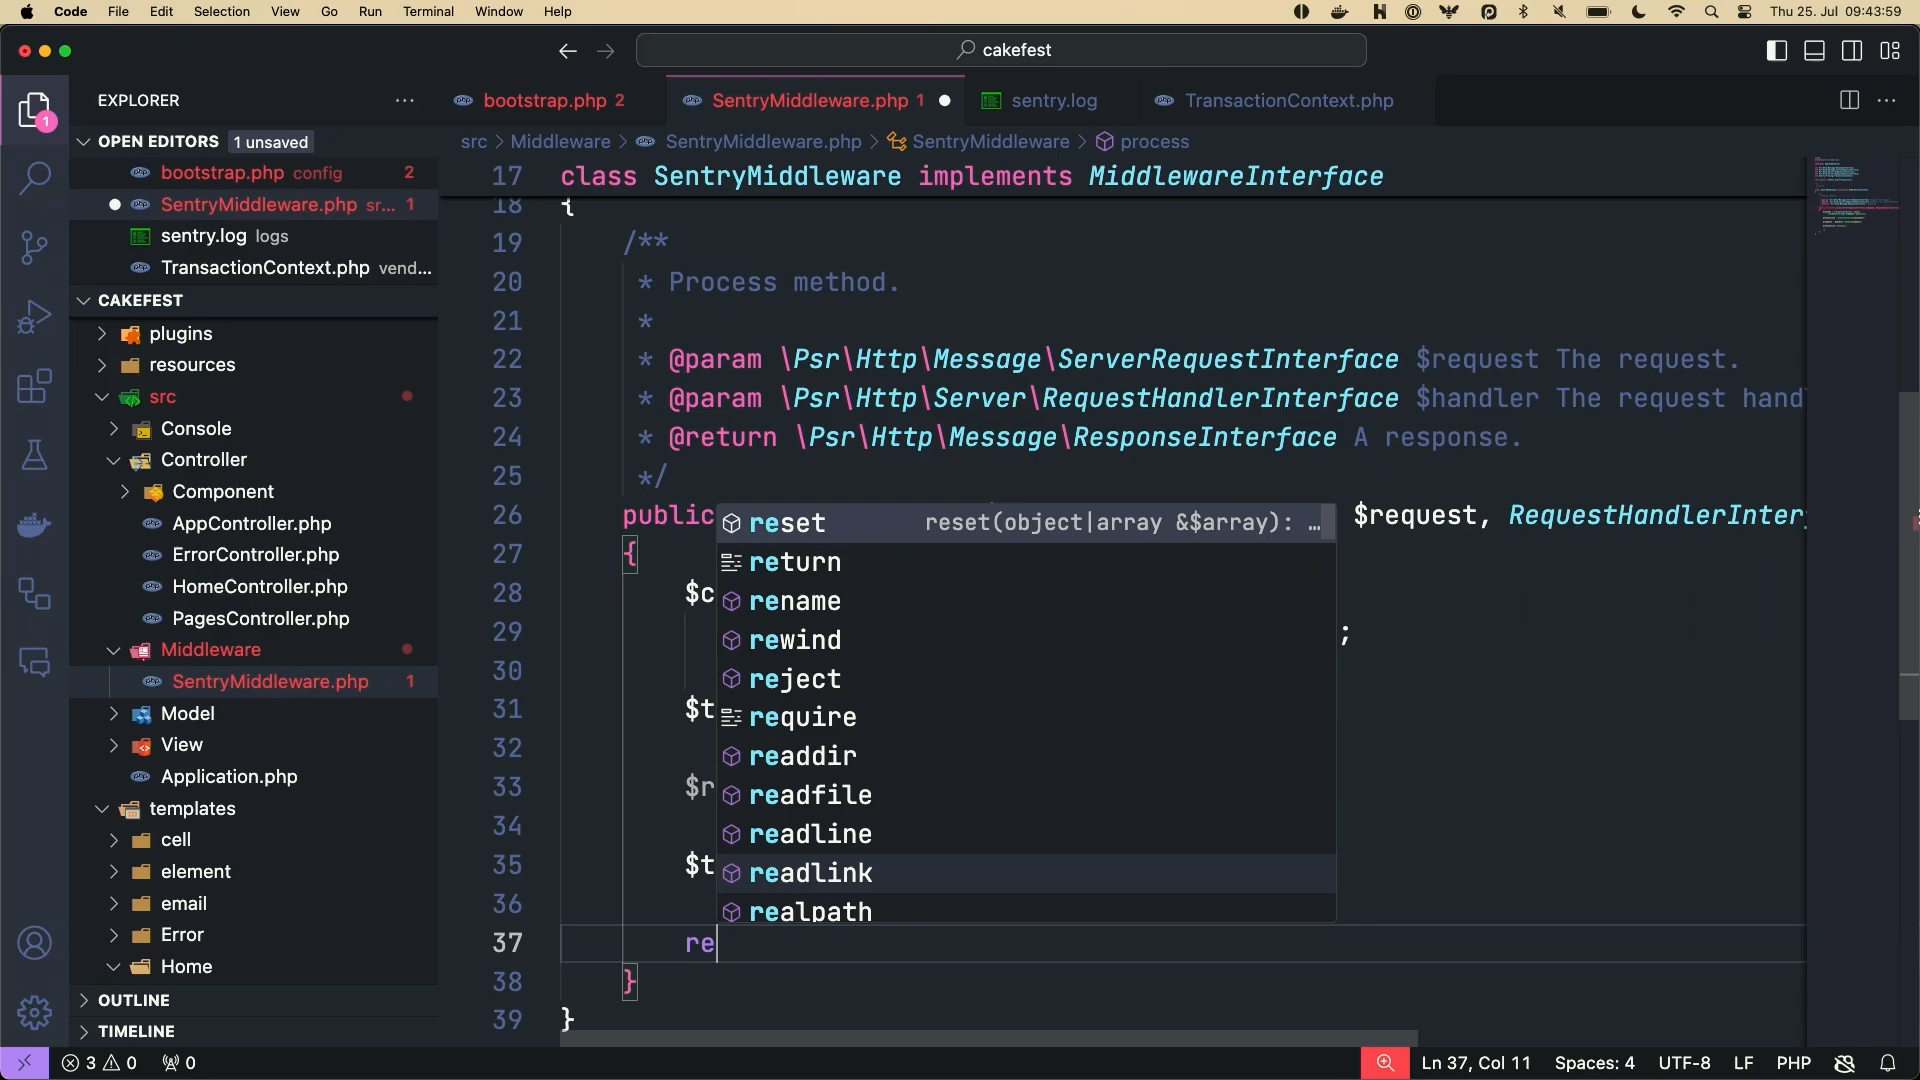 Code File Edit Selection View Go Run Terminal Window Help Thu 25. Jul 09:43:59
cakefest
EXPLORER
bootstrap.php 2 SentryMiddleware.php 1 sentry.log TransactionContext.php
OPEN EDITORS 1 unsaved
src > Middleware > SentryMiddleware.php > SentryMiddleware > process
bootstrap.php config 2
SentryMiddleware.php sr... 1
sentry.log logs
TransactionContext.php vend...
CAKEFEST
plugins
resources
src
Console
Controller
Component
AppController.php
ErrorController.php
HomeController.php
PagesController.php
Middleware
SentryMiddleware.php 1
Model
View
Application.php
templates
cell
element
email
Error
Home
OUTLINE
TIMELINE
1
17 class SentryMiddleware implements MiddlewareInterface
18 {
19 /**
20 * Process method.
21 *
22 * @param \Psr\Http\Message\ServerRequestInterface $request The request.
23 * @param \Psr\Http\Server\RequestHandlerInterface $handler The request hand
24 * @return \Psr\Http\Message\ResponseInterface A response.
25 */
26 public $request, RequestHandlerInter
27 {
28 $c
29 ;
30
31 $t
32
33 $r
34
35 $t
36
37 re
38 }
39 }
reset reset(object|array &$array): …
return
rename
rewind
reject
require
readdir
readfile
readline
readlink
realpath
3 0 0 Ln 37, Col 11 Spaces: 4 UTF-8 LF PHP